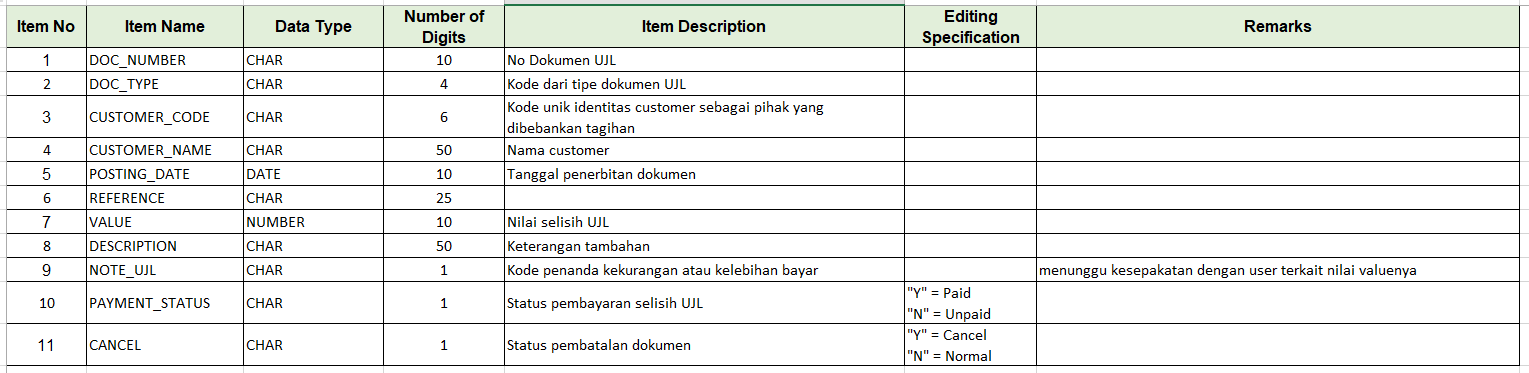 Item No Item Name Data Type Number of Digits Item Description Editing Specification Remarks
1 DOC_NUMBER CHAR 10 No Dokumen UJL
2 DOC_TYPE CHAR 4 Kode dari tipe dokumen UJL
3 CUSTOMER_CODE CHAR 6 Kode unik identitas customer sebagai pihak yang
dibebankan tagihan
4 CUSTOMER_NAME CHAR 50 Nama customer
5 POSTING_DATE DATE 10 Tanggal penerbitan dokumen
6 REFERENCE CHAR 25
7 VALUE NUMBER 10 Nilai selisih UJL
8 DESCRIPTION CHAR 50 Keterangan tambahan
9 NOTE_UJL CHAR 1 Kode penanda kekurangan atau kelebihan bayar menunggu kesepakatan dengan user terkait nilai valuenya
10 PAYMENT_STATUS CHAR 1 Status pembayaran selisih UJL "Y" = Paid
"N" = Unpaid
11 CANCEL CHAR 1 Status pembatalan dokumen "Y" = Cancel
"N" = Normal